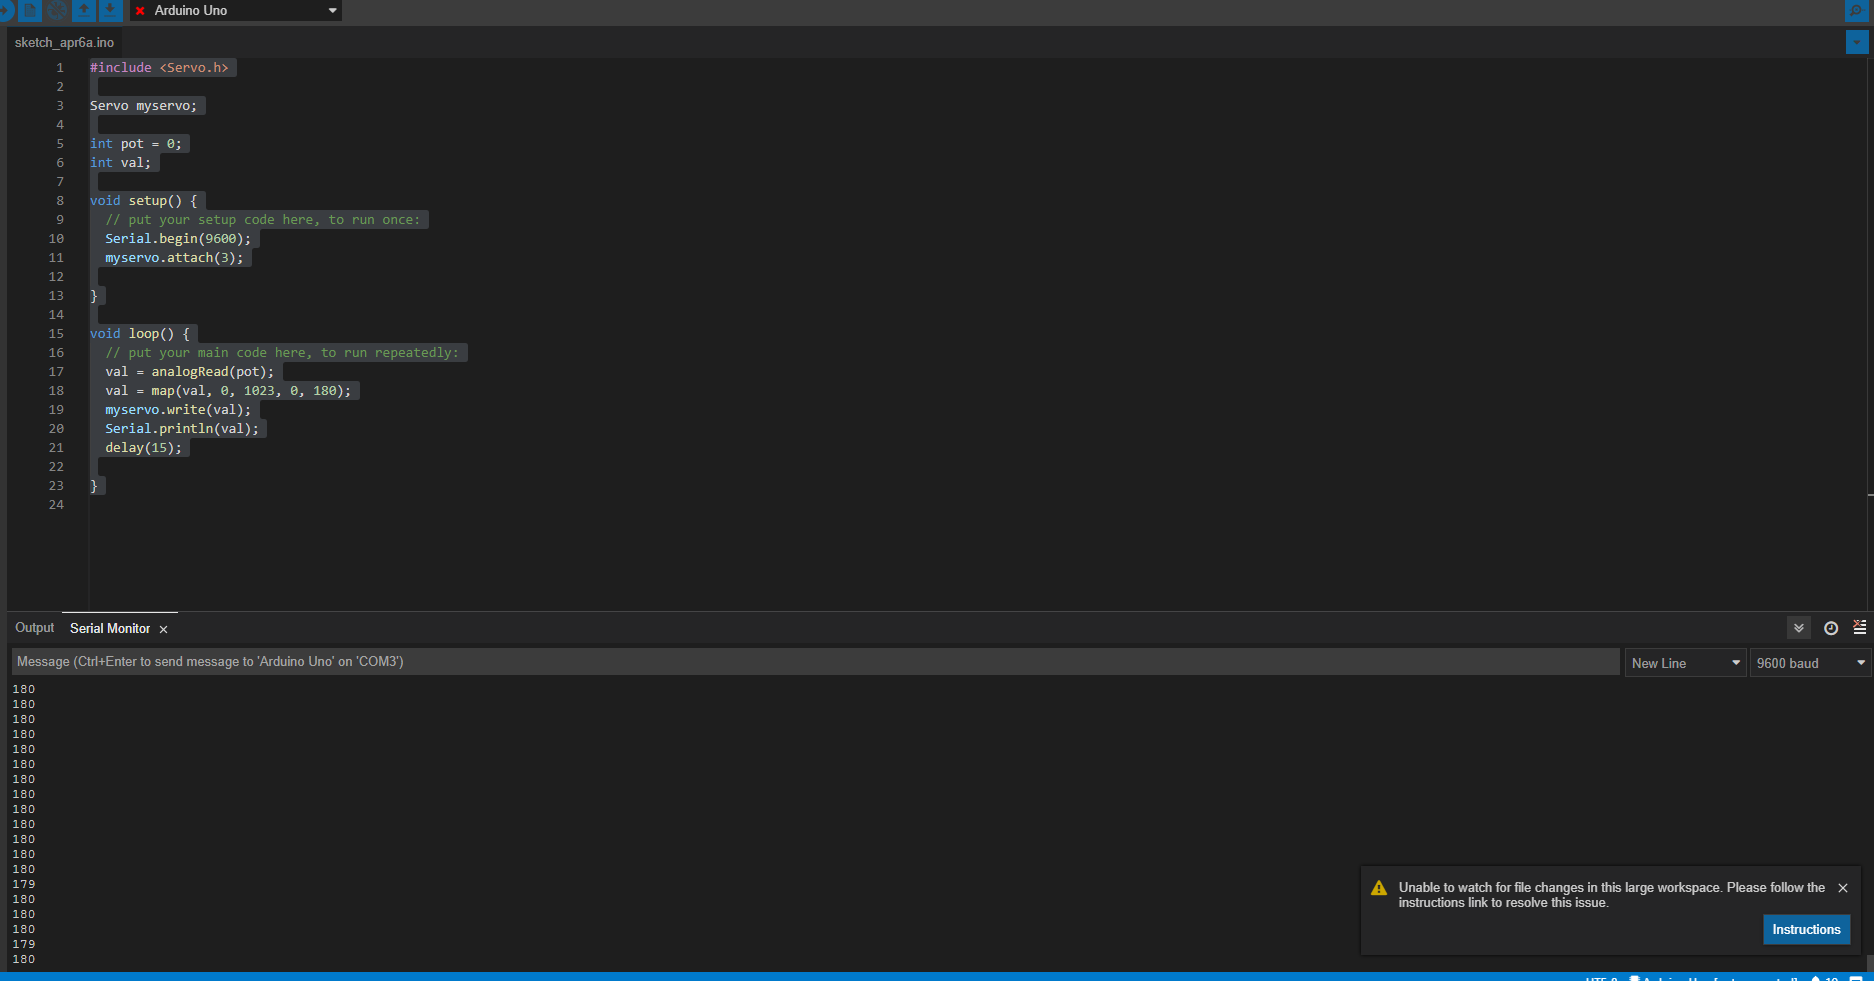 Arduino Uno
sketch_apr6a.ino
1 #include <Servo.h>
2
3 Servo myservo;
4
5 int pot = 0;
6 int val;
7
8 void setup() {
9 // put your setup code here, to run once:
10 Serial.begin(9600);
11 myservo.attach(3);
12
13 }
14
15 void loop() {
16 // put your main code here, to run repeatedly:
17 val = analogRead(pot);
18 val = map(val, 0, 1023, 0, 180);
19 myservo.write(val);
20 Serial.println(val);
21 delay(15);
22
23 }
24
Output Serial Monitor
Message (Ctrl+Enter to send message to 'Arduino Uno' on 'COM3') New Line 9600 baud
180
180
180
180
180
180
180
180
180
180
180
180
180
179
180
180
180
179
180
Unable to watch for file changes in this large workspace. Please follow the
instructions link to resolve this issue.
Instructions